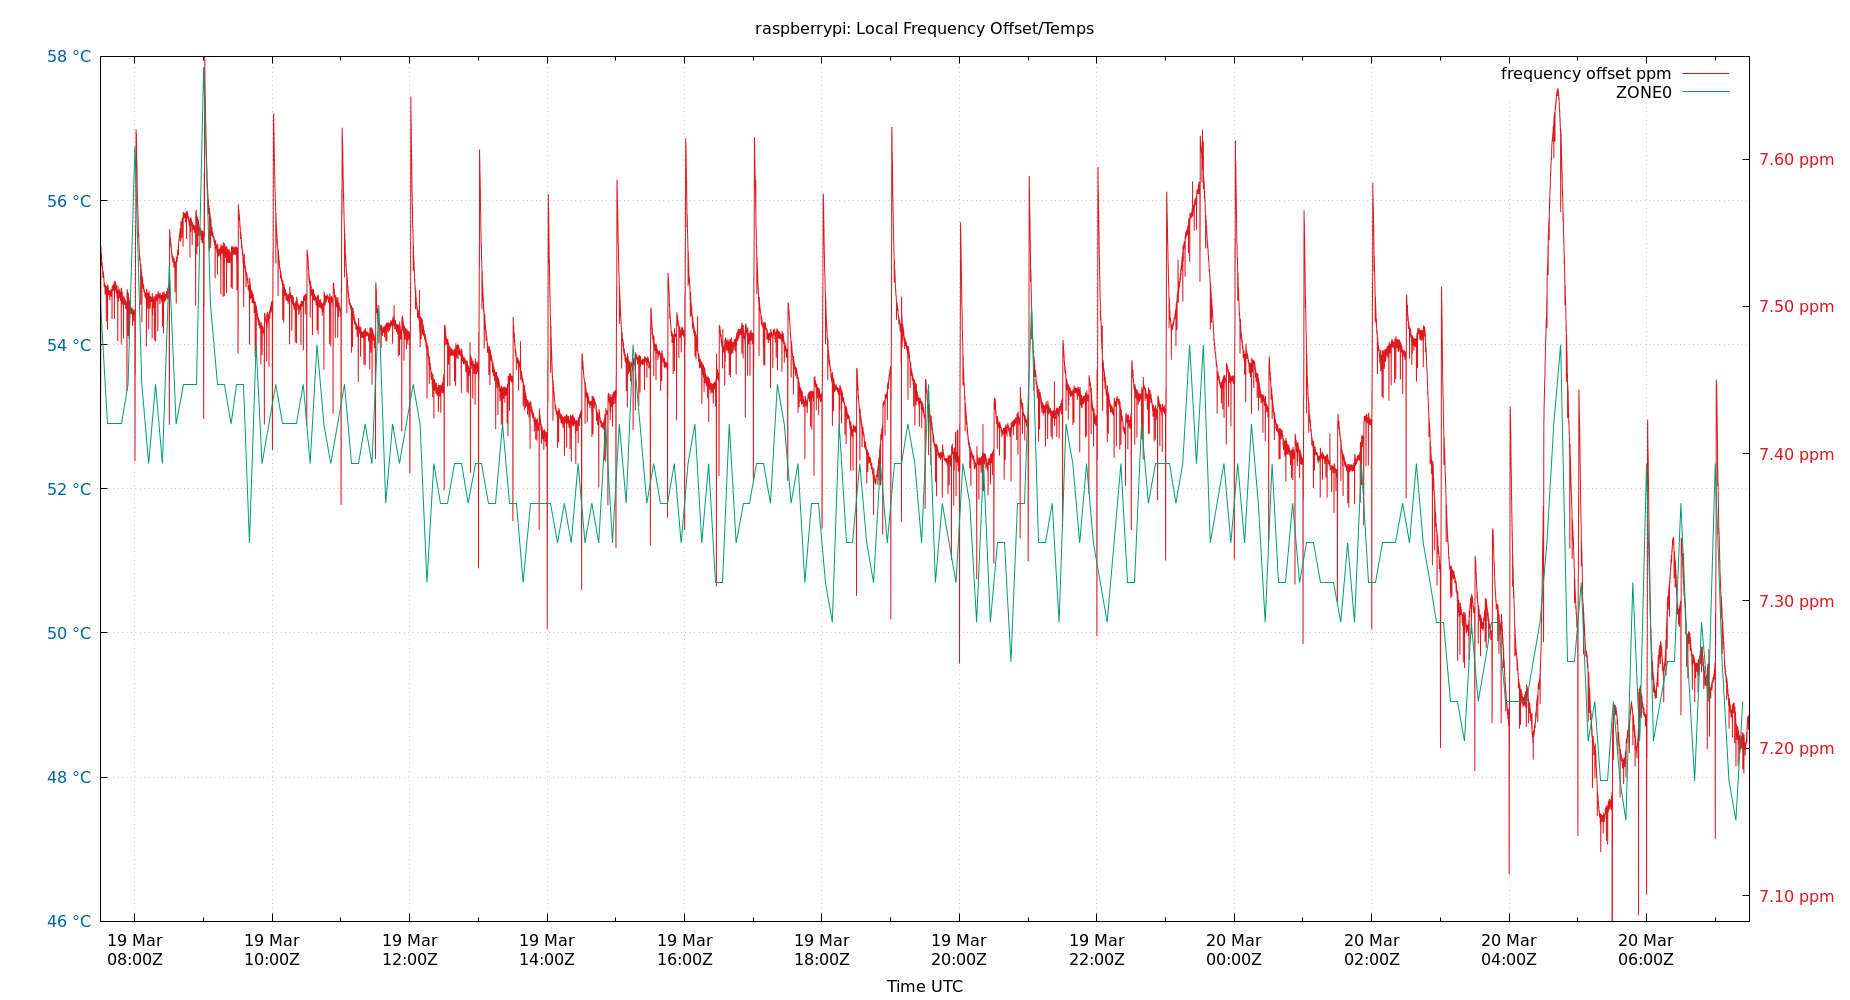 raspberrypi: Local Frequency Offset/Temps
frequency offset ppm
ZONE0
58 °C
56 °C
54 °C
52 °C
50 °C
48 °C
46 °C
7.60 ppm
7.50 ppm
7.40 ppm
7.30 ppm
7.20 ppm
7.10 ppm
19 Mar 19 Mar 19 Mar 19 Mar 19 Mar 19 Mar 19 Mar 19 Mar 20 Mar 20 Mar 20 Mar 20 Mar
08:00Z 10:00Z 12:00Z 14:00Z 16:00Z 18:00Z 20:00Z 22:00Z 00:00Z 02:00Z 04:00Z 06:00Z
Time UTC